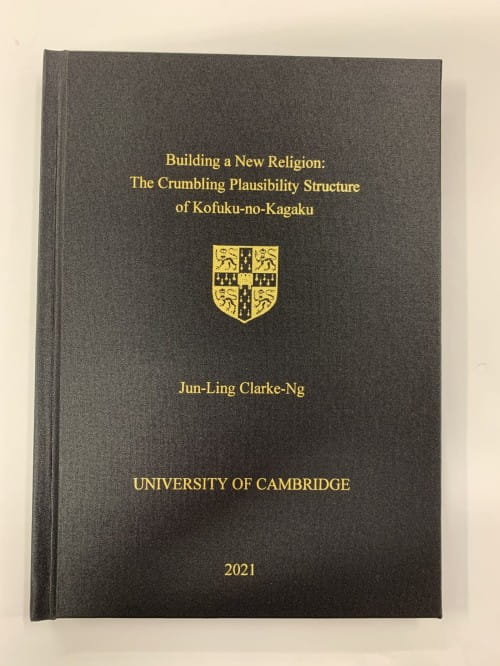 Building a New Religion:
The Crumbling Plausibility Structure
of Kofuku-no-Kagaku
Jun-Ling Clarke-Ng
UNIVERSITY OF CAMBRIDGE
2021